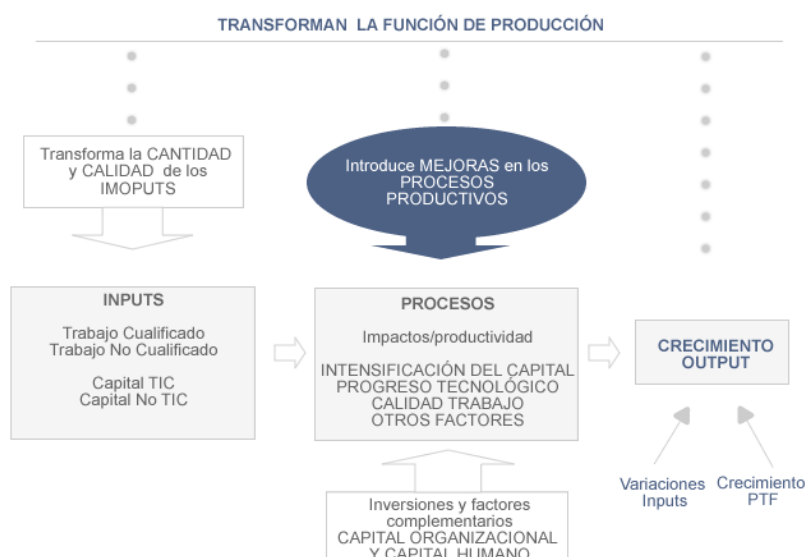 TRANSFORMAN LA FUNCIÓN DE PRODUCCIÓN
Transforma la CANTIDAD
y CALIDAD de los
IMOPUTS
Introduce MEJORAS en los
PROCESOS
PRODUCTIVOS
INPUTS
Trabajo Cualificado
Trabajo No Cualificado
Capital TIC
Capital No TIC
PROCESOS
Impactos/productividad
INTENSIFICACIÓN DEL CAPITAL
PROGRESO TECNOLÓGICO
CALIDAD TRABAJO
OTROS FACTORES
CRECIMIENTO
OUTPUT
Variaciones
Inputs
Crecimiento
PTF
Inversiones y factores
complementarios
CAPITAL ORGANIZACIONAL
Y CAPITAL HUMANO